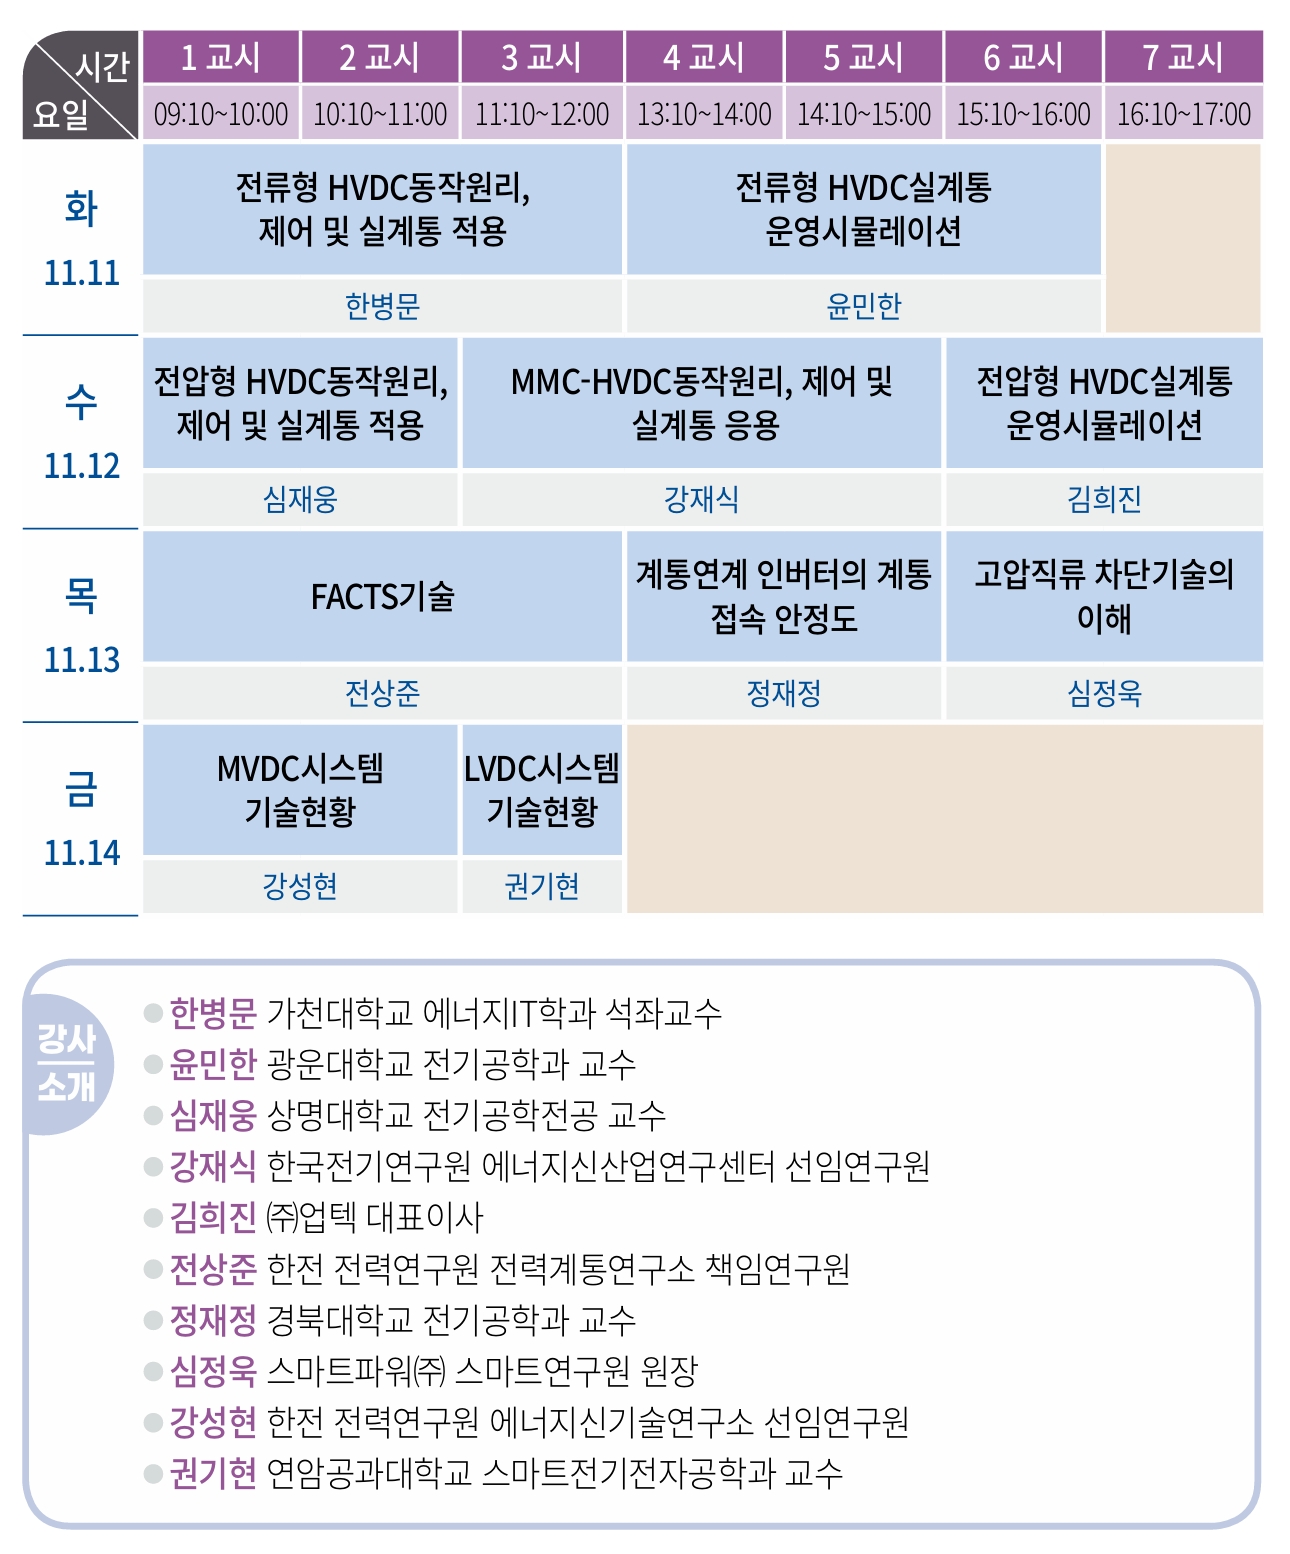 시간
요일
1 교시 2 교시 3 교시 4 교시 5 교시 6 교시 7 교시
09:10~10:00 10:10~11:00 11:10~12:00 13:10~14:00 14:10~15:00 15:10~16:00 16:10~17:00
화
11.11
전류형 HVDC동작원리,
제어 및 실계통 적용
한병문
전류형 HVDC실계통
운영시뮬레이션
윤민한
수
11.12
전압형 HVDC동작원리,
제어 및 실계통 적용
심재웅
MMC-HVDC동작원리, 제어 및
실계통 응용
강재식
전압형 HVDC실계통
운영시뮬레이션
김희진
목
11.13
FACTS기술
전상준
계통연계 인버터의 계통
접속 안정도
정재정
고압직류 차단기술의
이해
심정욱
금
11.14
MVDC시스템
기술현황
강성현
LVDC시스템
기술현황
권기현
강사
소개
한병문 가천대학교 에너지IT학과 석좌교수
윤민한 광운대학교 전기공학과 교수
심재웅 상명대학교 전기공학전공 교수
강재식 한국전기연구원 에너지신산업연구센터 선임연구원
김희진 ㈜업텍 대표이사
전상준 한전 전력연구원 전력계통연구소 책임연구원
정재정 경북대학교 전기공학과 교수
심정욱 스마트파워㈜ 스마트연구원 원장
강성현 한전 전력연구원 에너지신기술연구소 선임연구원
권기현 연암공과대학교 스마트전기전자공학과 교수